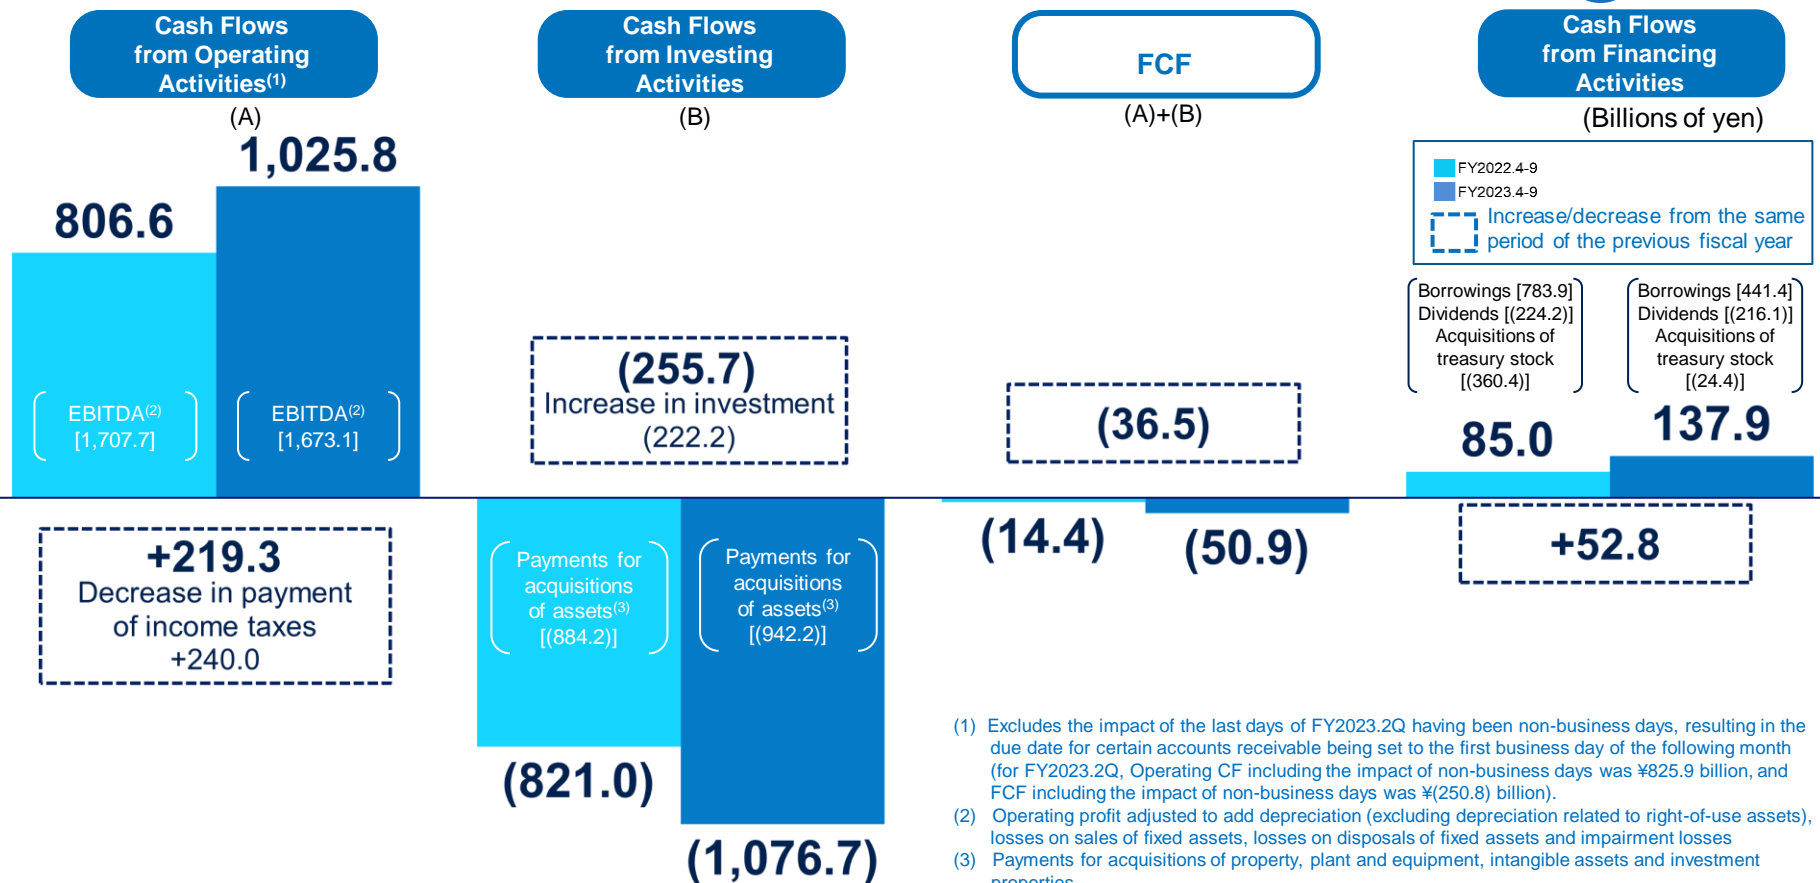 Cash Flows
from Operating
Activities(1)
(A)
Cash Flows
from Investing
Activities
(B)
FCF
(A)+(B)
Cash Flows
from Financing
Activities
(Billions of yen)
FY2022.4-9
FY2023.4-9
Increase/decrease from the same
period of the previous fiscal year
806.6
1,025.8
EBITDA(2)
[1,707.7]
EBITDA(2)
[1,673.1]
+219.3
Decrease in payment
of income taxes
+240.0
(255.7)
Increase in investment
(222.2)
Payments for
acquisitions
of assets(3)
[(884.2)]
Payments for
acquisitions
of assets(3)
[(942.2)]
(821.0)
(1,076.7)
(36.5)
(14.4)
(50.9)
Borrowings [783.9]
Dividends [(224.2)]
Acquisitions of
treasury stock
[(360.4)]
Borrowings [441.4]
Dividends [(216.1)]
Acquisitions of
treasury stock
[(24.4)]
85.0
137.9
+52.8
(1) Excludes the impact of the last days of FY2023.2Q having been non-business days, resulting in the
due date for certain accounts receivable being set to the first business day of the following month
(for FY2023.2Q, Operating CF including the impact of non-business days was ¥825.9 billion, and
FCF including the impact of non-business days was ¥(250.8) billion).
(2) Operating profit adjusted to add depreciation (excluding depreciation related to right-of-use assets),
losses on sales of fixed assets, losses on disposals of fixed assets and impairment losses
(3) Payments for acquisitions of property, plant and equipment, intangible assets and investment
properties